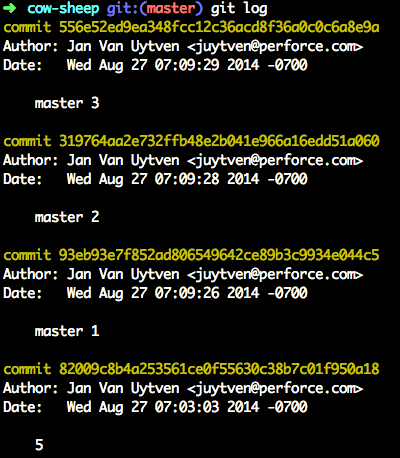 ➜ cow-sheep git:(master) git log
commit 556e52ed9ea348fcc12c36acd8f36a0c0c6a8e9a
Author: Jan Van Uytven <juytven@perforce.com>
Date:   Wed Aug 27 07:09:29 2014 -0700
master 3
commit 319764aa2e732ffb48e2b041e966a16edd51a060
Author: Jan Van Uytven <juytven@perforce.com>
Date:   Wed Aug 27 07:09:28 2014 -0700
master 2
commit 93eb93e7f852ad806549642ce89b3c9934e044c5
Author: Jan Van Uytven <juytven@perforce.com>
Date:   Wed Aug 27 07:09:26 2014 -0700
master 1
commit 82009c8b4a253561ce0f55630c38b7c01f950a18
Author: Jan Van Uytven <juytven@perforce.com>
Date:   Wed Aug 27 07:03:03 2014 -0700
5